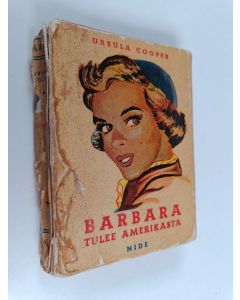 URSULA COOPER
BARBARA
TULEE AMERIKASTA
NIDE